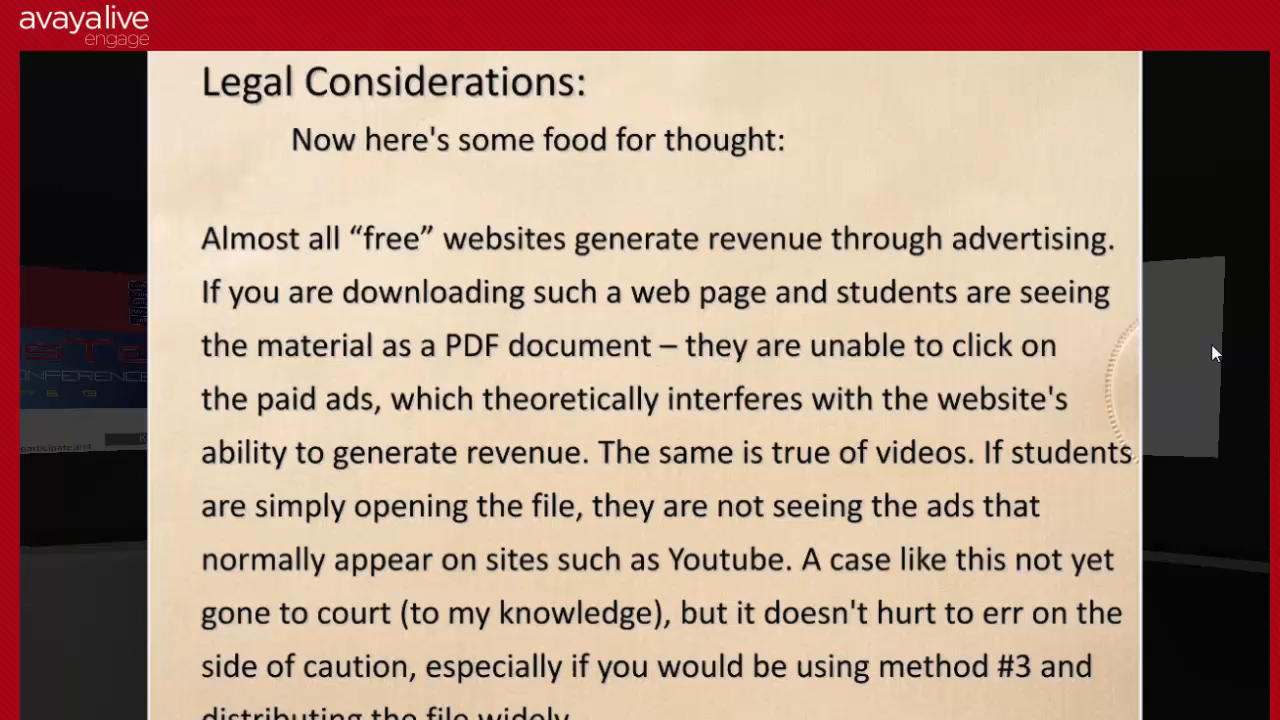 avayalive
engage
Legal Considerations:
Now here's some food for thought:
Almost all “free” websites generate revenue through advertising.
If you are downloading such a web page and students are seeing
the material as a PDF document – they are unable to click on
the paid ads, which theoretically interferes with the website's
ability to generate revenue. The same is true of videos. If students
are simply opening the file, they are not seeing the ads that
normally appear on sites such as Youtube. A case like this not yet
gone to court (to my knowledge), but it doesn't hurt to err on the
side of caution, especially if you would be using method #3 and
distributing the file widely.